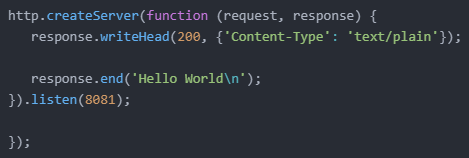 http.createServer(function (request, response) {
response.writeHead(200, {'Content-Type': 'text/plain'});
response.end('Hello World\n');
}).listen(8081);
});